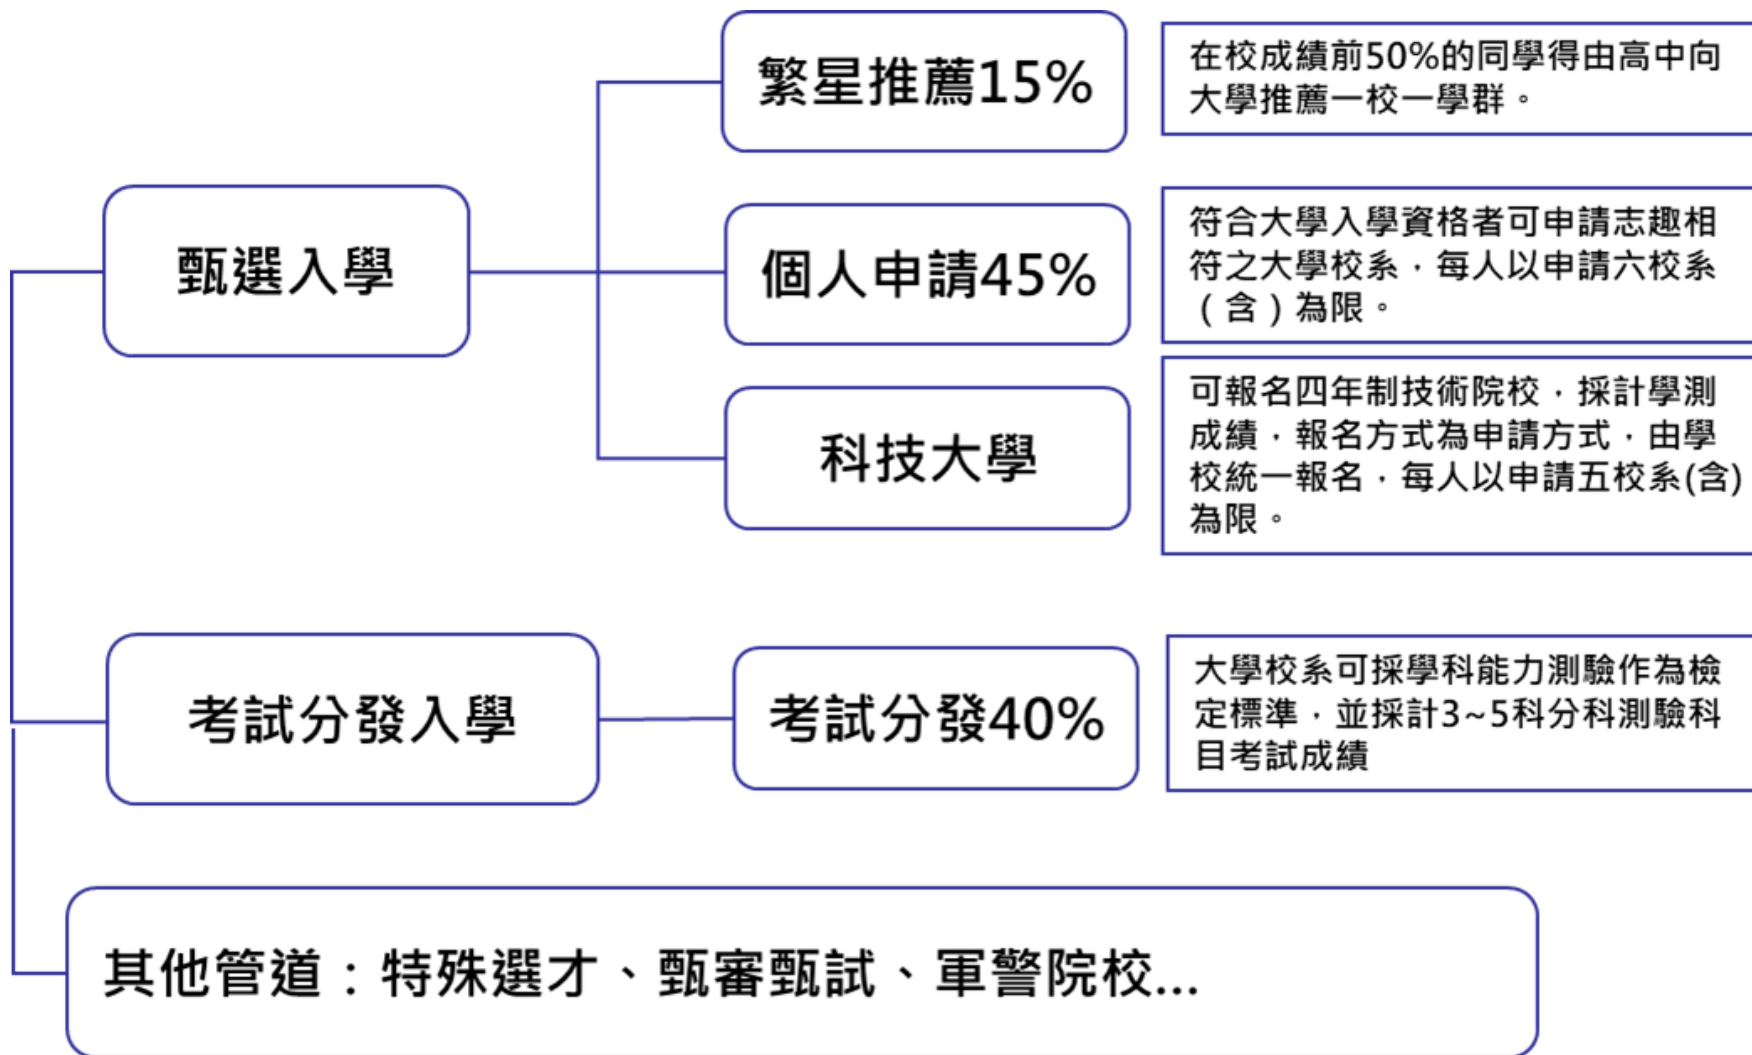 繁星推薦15%
在校成績前50%的同學得由高中向
大學推薦一校一學群。
甄選入學
個人申請45%
符合大學入學資格者可申請志趣相
符之大學校系，每人以申請六校系
（含）為限。
科技大學
可報名四年制技術院校，採計學測
成績，報名方式為申請方式，由學
校統一報名，每人以申請五校系(含)
為限。
考試分發入學
考試分發40%
大學校系可採學科能力測驗作為檢
定標準，並採計3~5科分科測驗科
目考試成績
其他管道：特殊選才、甄審甄試、軍警院校...